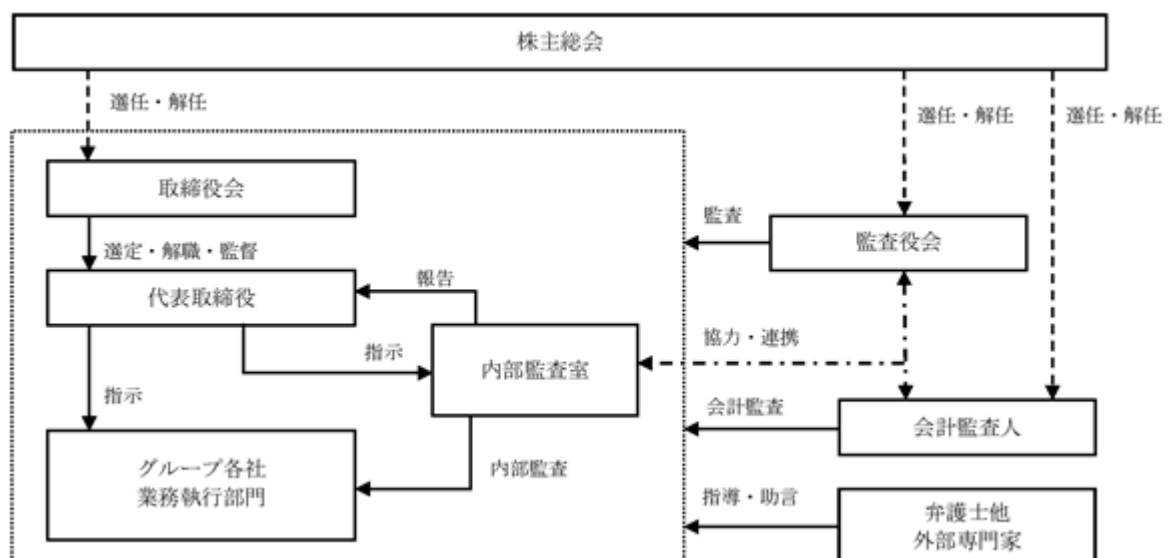 株主総会
選任・解任
選任・解任
選任・解任
取締役会
監査
監査役会
選定・解職・監督
代表取締役
報告
指示
内部監査室
協力・連携
指示
会計監査
会計監査人
グループ各社
業務執行部門
内部監査
指導・助言
弁護士他
外部専門家